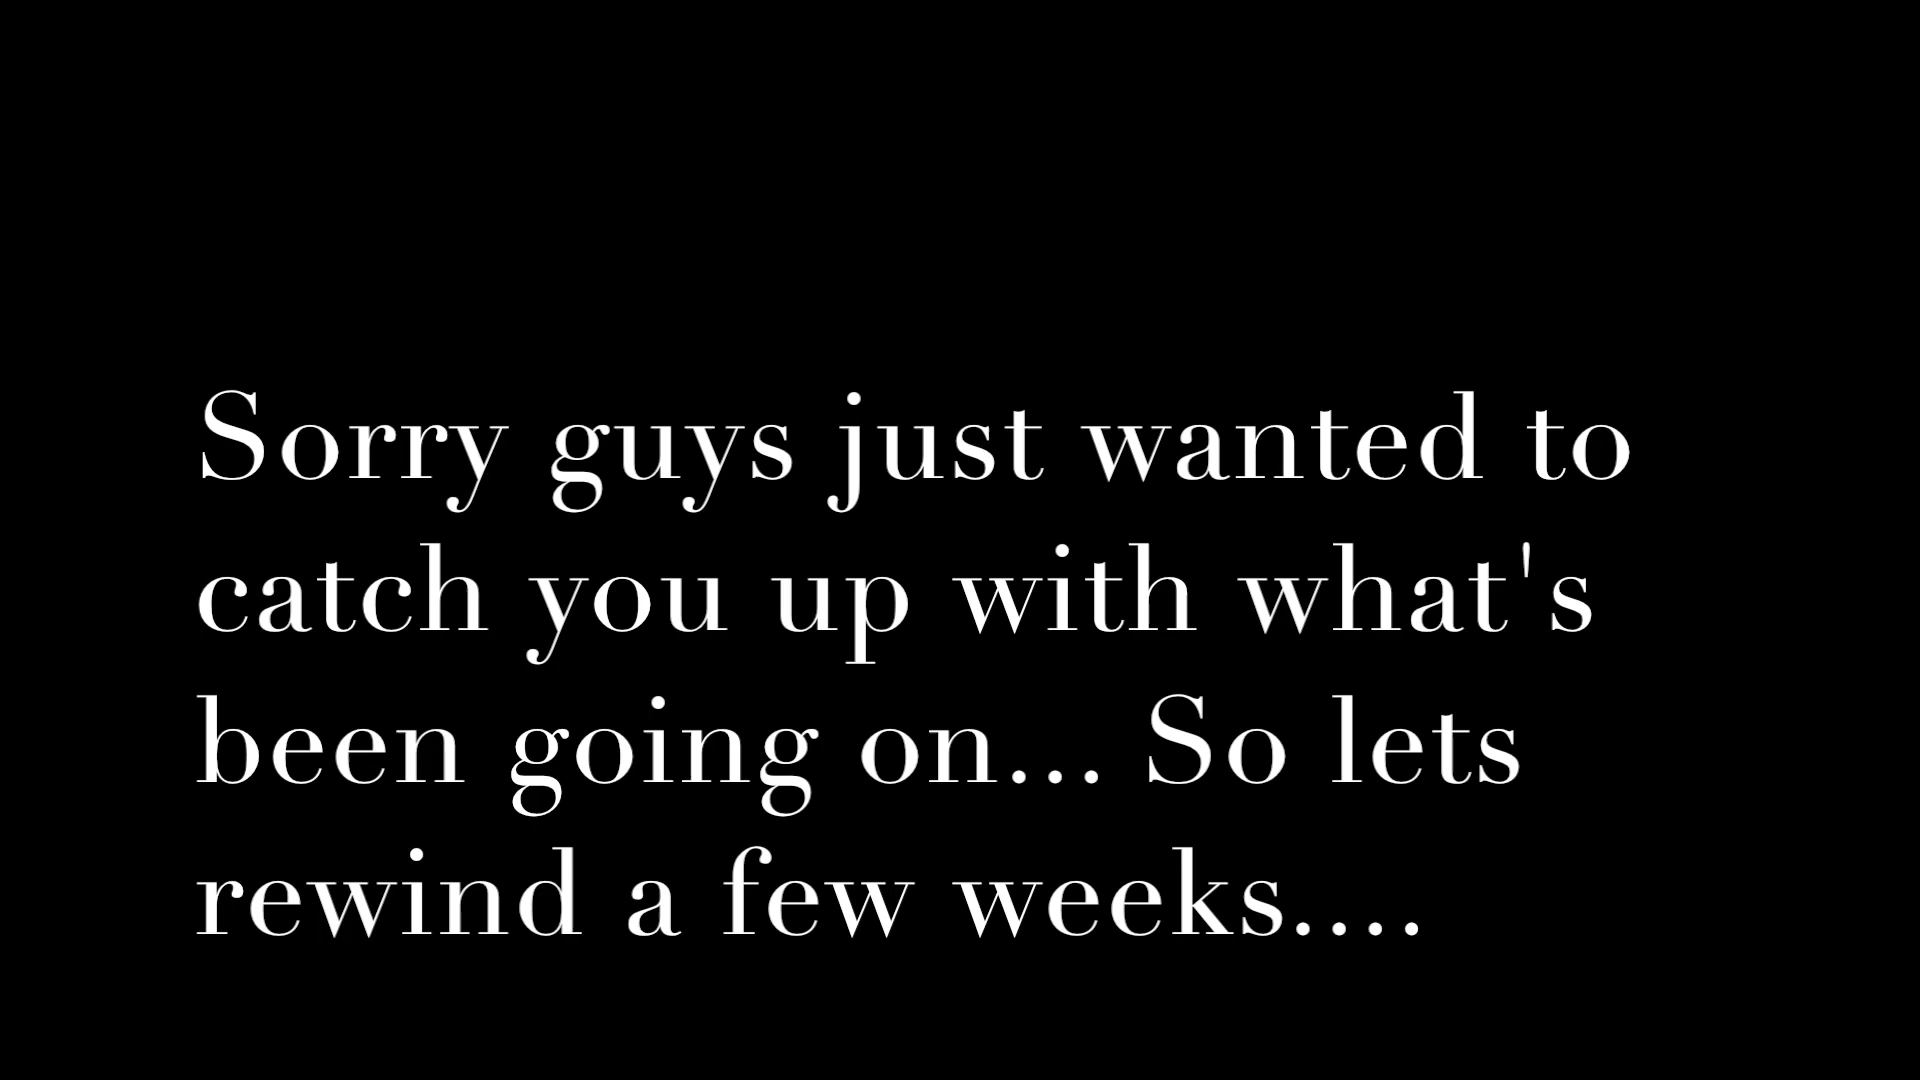 Sorry guys just wanted to
catch you up with what's
been going on... So lets
rewind a few weeks....